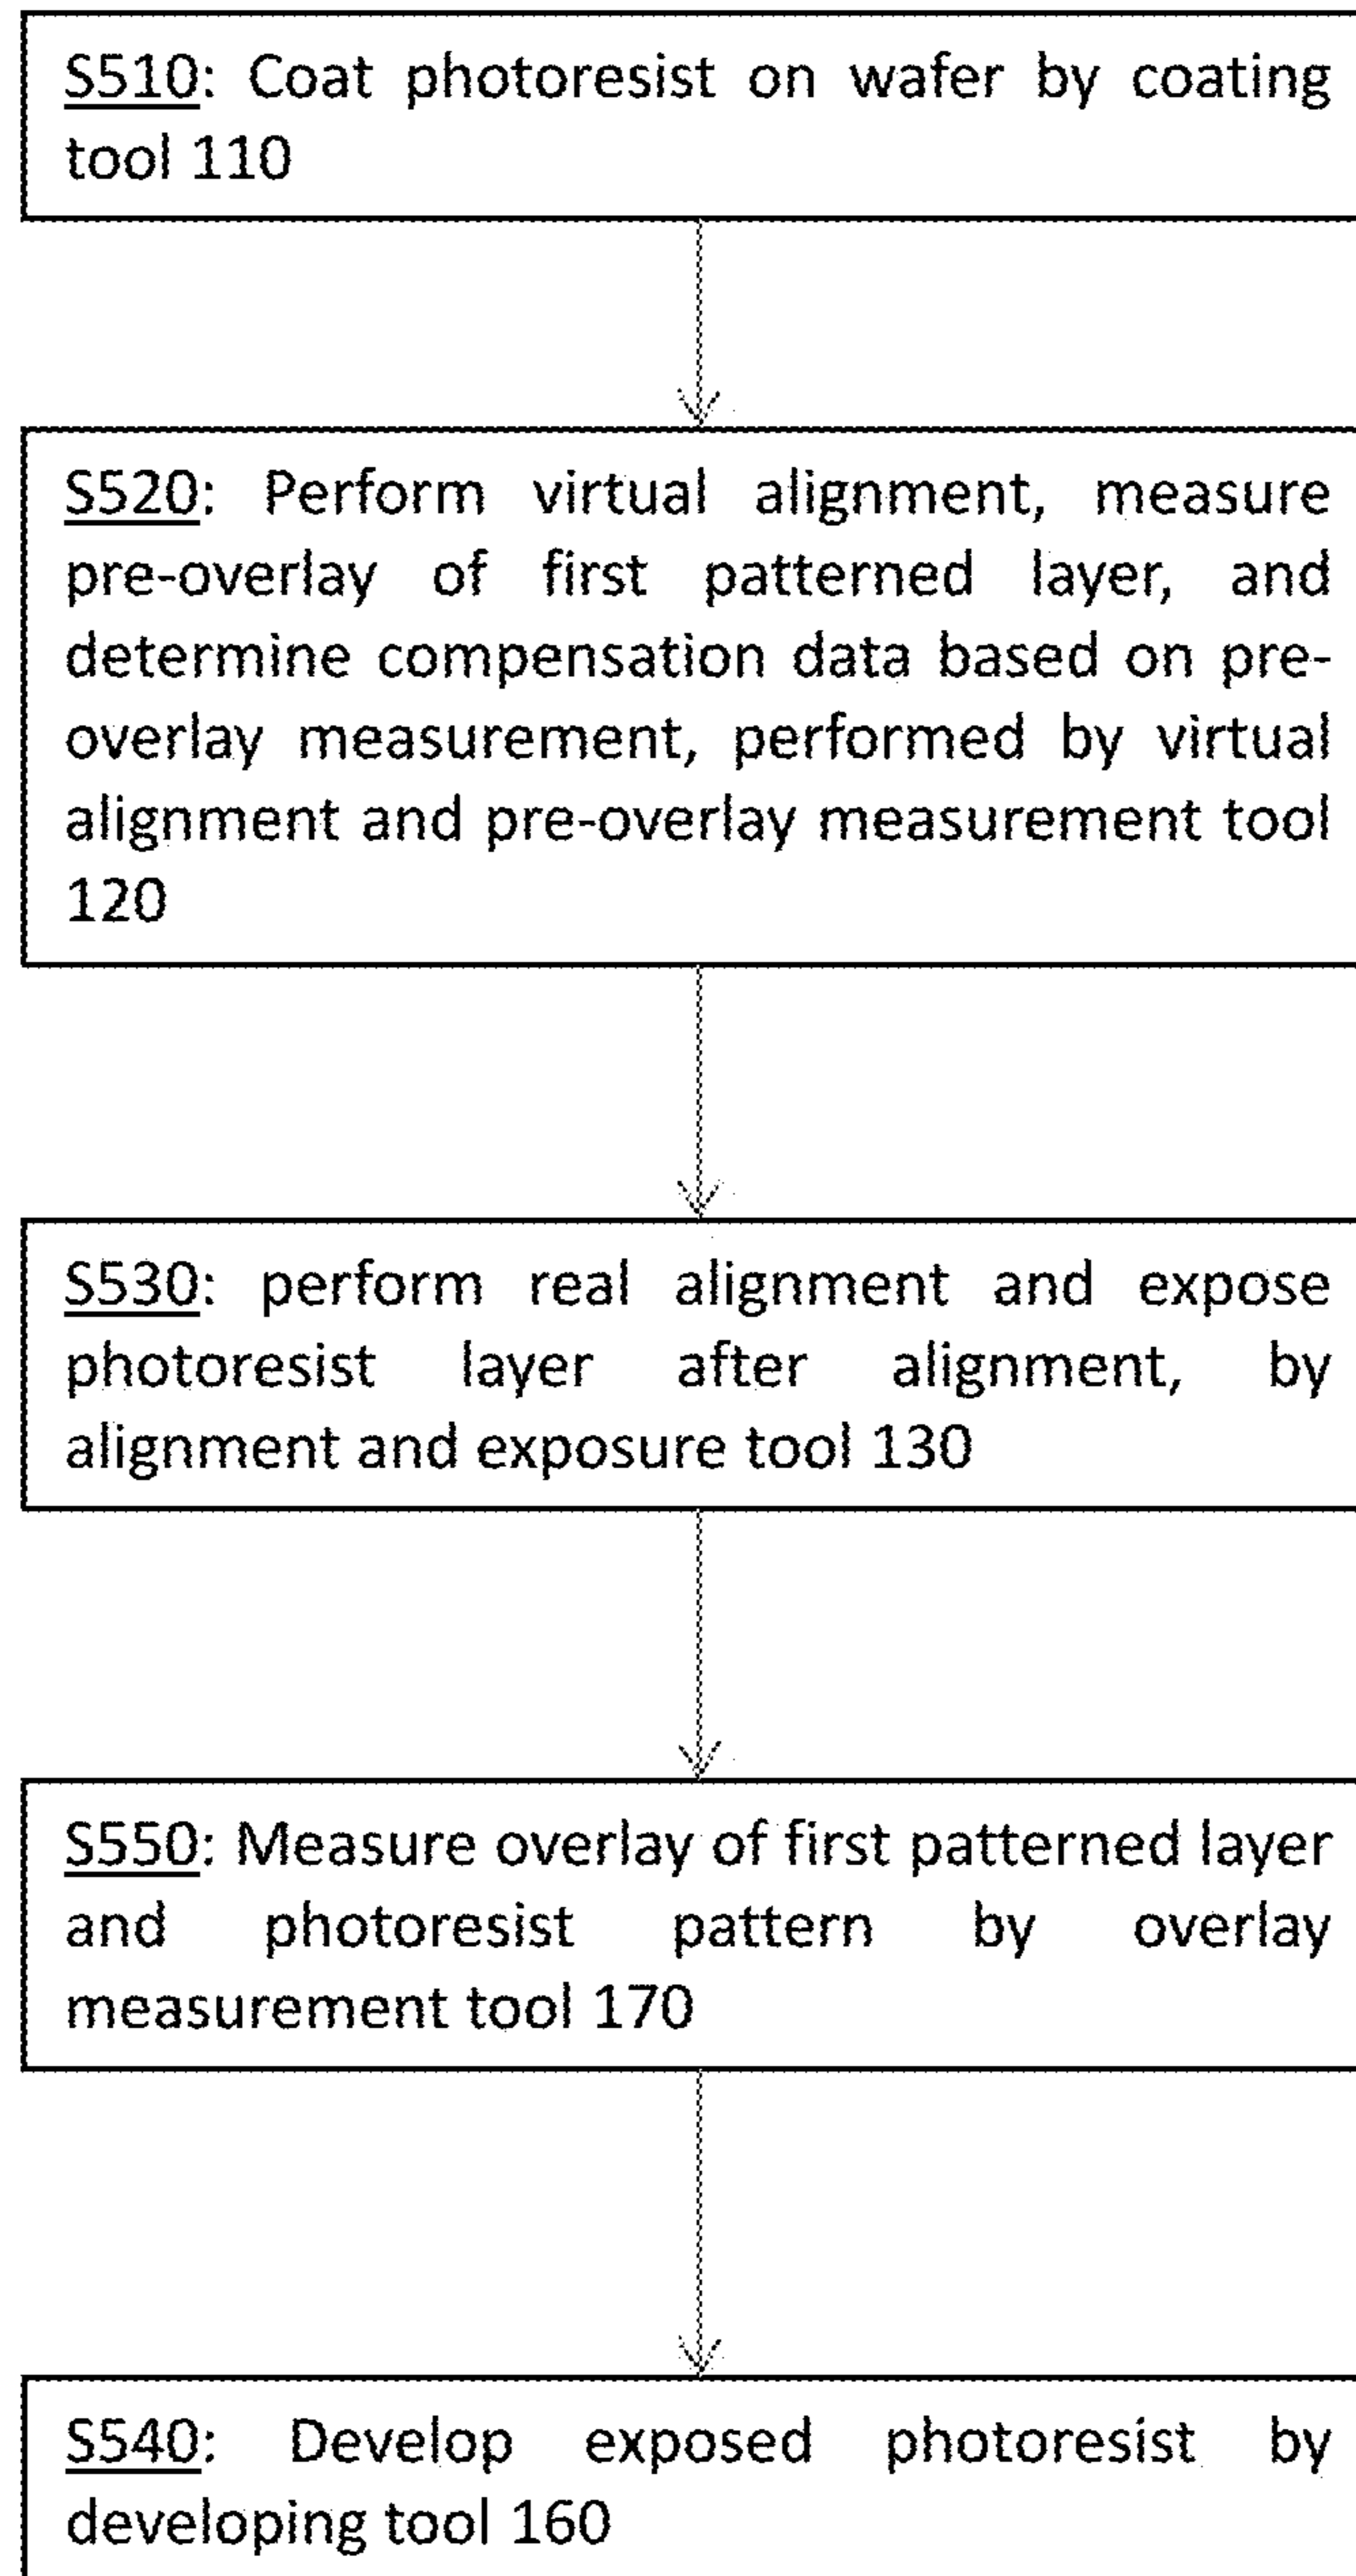 S510: Coat photoresist on wafer by coating
tool 110
S520: Perform virtual alignment, measure
pre-overlay of first patterned layer, and
determine compensation data based on pre-
overlay measurement, performed by virtual
alignment and pre-overlay measurement tool
120
S530: perform real alignment and expose
photoresist layer after alignment, by
alignment and exposure tool 130
S550: Measure overlay of first patterned layer
and photoresist pattern by overlay
measurement tool 170
S540: Develop exposed photoresist by
developing tool 160